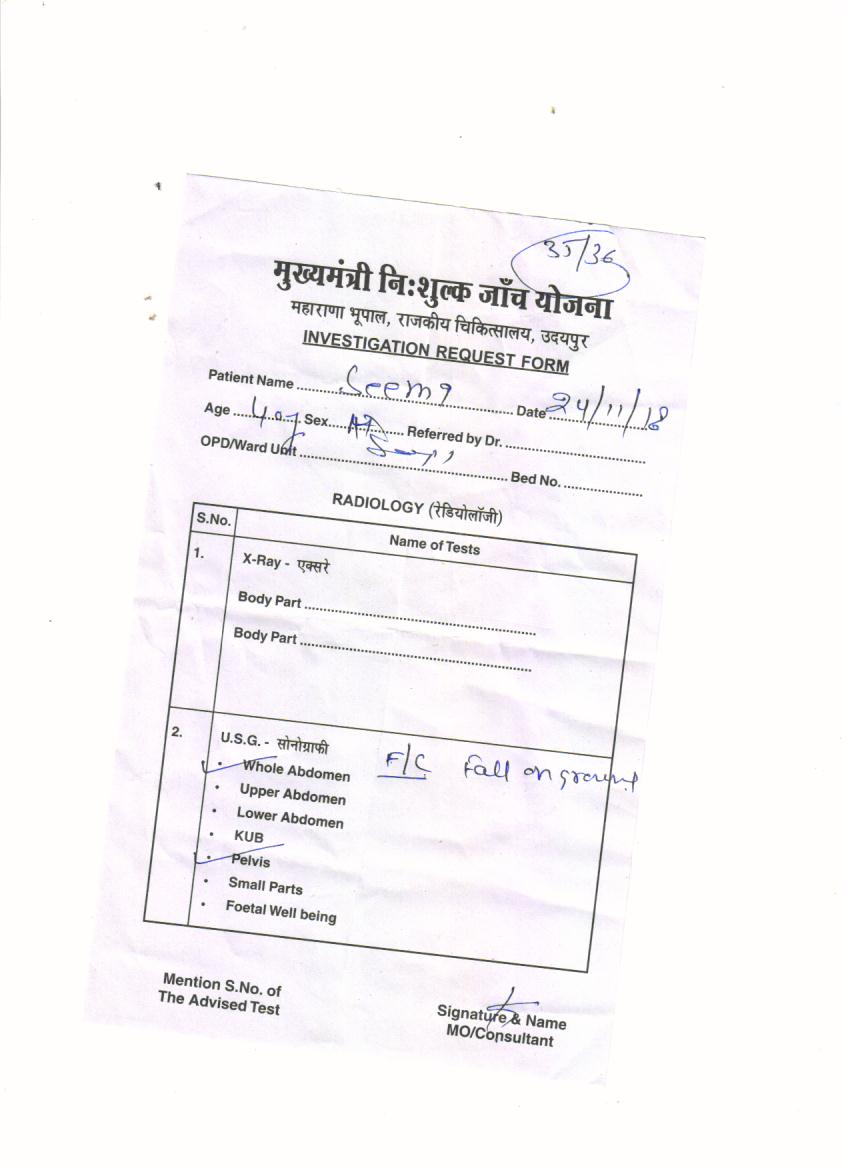 35/36
मुख्यमंत्री नि:शुल्क जाँच योजना
महाराणा भूपाल, राजकीय चिकित्सालय, उदयपुर
INVESTIGATION REQUEST FORM
Patient Name Seema Date 24/11/18
Age 40y Sex Referred by Dr.
OPD/Ward Unit Bed No.
RADIOLOGY (रेडियोलॉजी)
S.No. Name of Tests
1. X-Ray - एक्सरे
Body Part
Body Part
2. U.S.G. - सोनोग्राफी
• Whole Abdomen F/C Fall on ground
• Upper Abdomen
• Lower Abdomen
• KUB
• Pelvis
• Small Parts
• Foetal Well being
Mention S.No. of
The Advised Test
Signature & Name
MO/Consultant